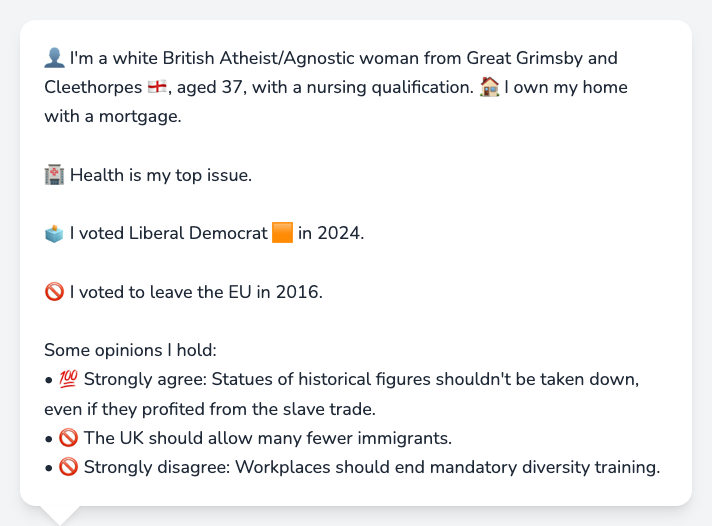 👤 I'm a white British Atheist/Agnostic woman from Great Grimsby and
Cleethorpes 🏴󠁧󠁢󠁥󠁮󠁧󠁿, aged 37, with a nursing qualification. 🏠 I own my home
with a mortgage.
🏥 Health is my top issue.
🗳️ I voted Liberal Democrat 🟧 in 2024.
🚫 I voted to leave the EU in 2016.
Some opinions I hold:
• 💯 Strongly agree: Statues of historical figures shouldn't be taken down,
even if they profited from the slave trade.
• 🚫 The UK should allow many fewer immigrants.
• 🚫 Strongly disagree: Workplaces should end mandatory diversity training.